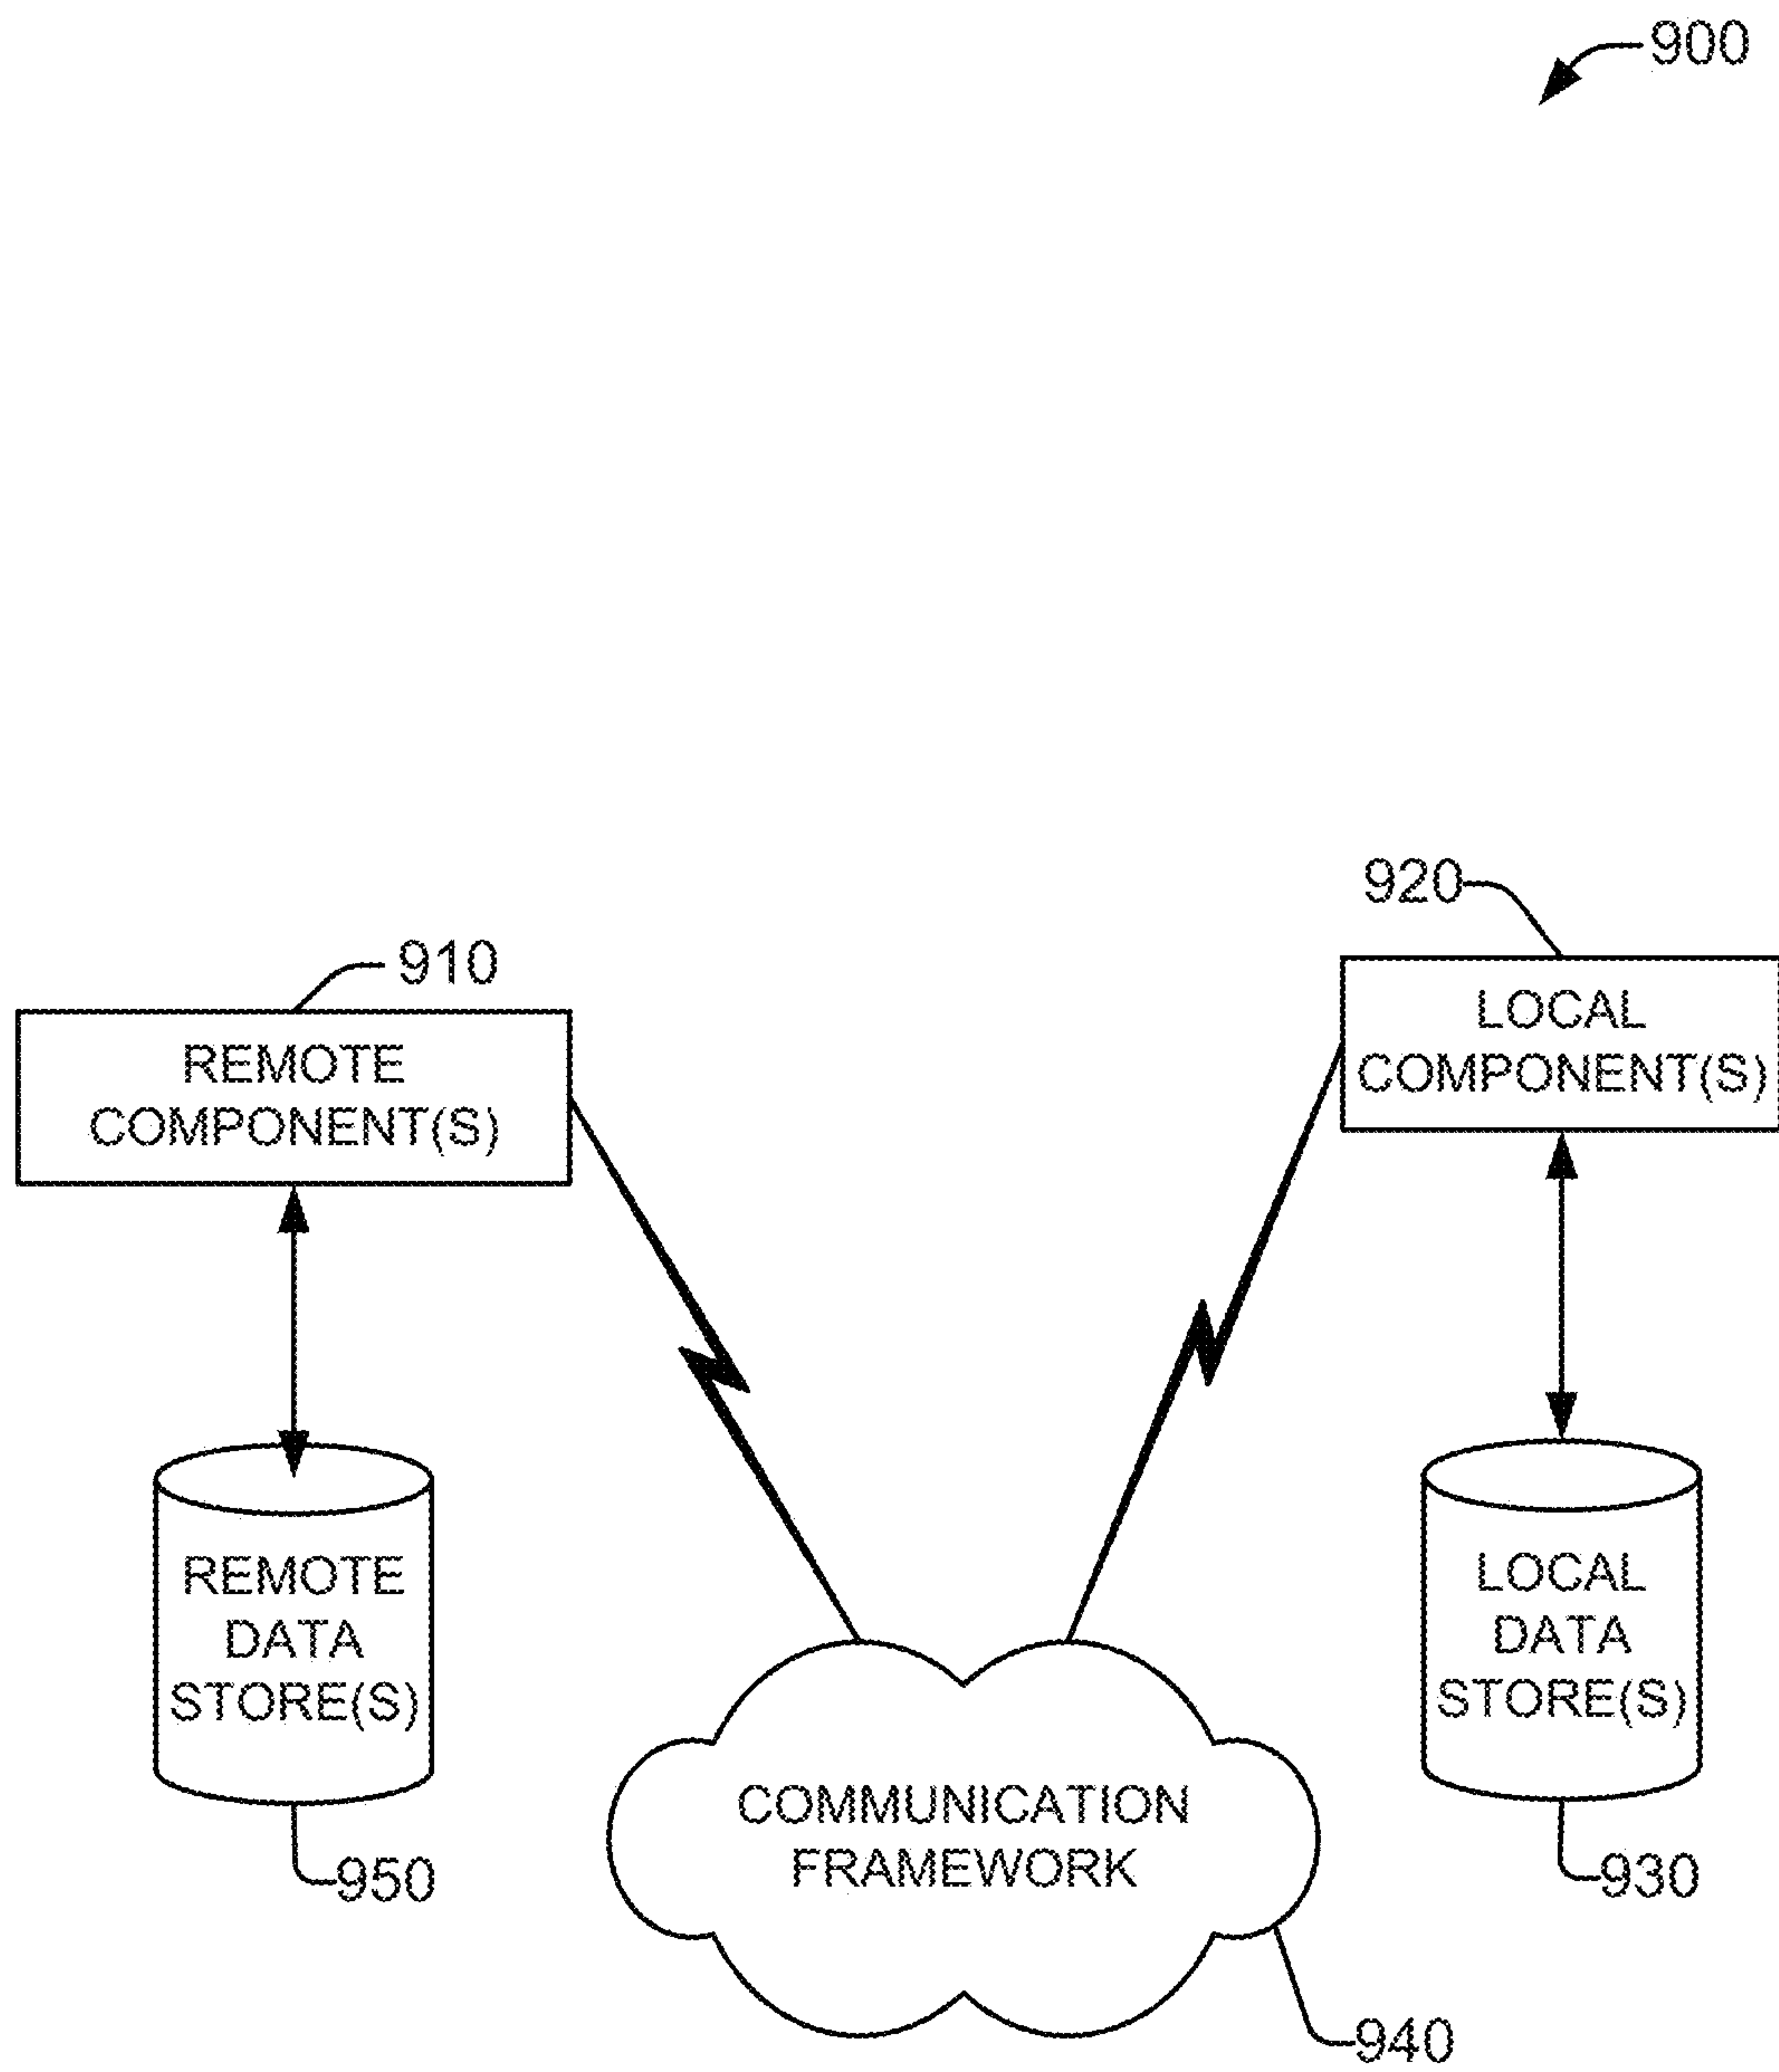 900
920
910
LOCAL
COMPONENT(S)
REMOTE
COMPONENT(S)
REMOTE
DATA
STORE(S)
LOCAL
DATA
STORE(S)
COMMUNICATION
FRAMEWORK
950
930
940